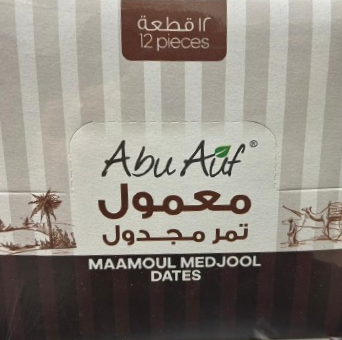 ١٢ قطعة
12 pieces
Abu Auf®
معمول
تمر مجدول
MAAMOUL MEDJOOL
DATES